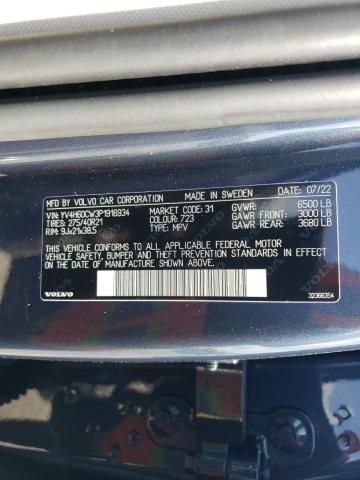 MFD BY VOLVO CAR CORPORATION MADE IN SWEDEN DATE: 07/22
VIN: YV4H60CW3P1916934 MARKET CODE: 31 GVWR: 6500 LB
TIRES: 275/40R21 COLOUR: 723 GAWR FRONT: 3000 LB
RIM: 9Jx21x38.5 TYPE: MPV GAWR REAR: 3680 LB
THIS VEHICLE CONFORMS TO ALL APPLICABLE FEDERAL MOTOR
VEHICLE SAFETY, BUMPER AND THEFT PREVENTION STANDARDS IN EFFECT
ON THE DATE OF MANUFACTURE SHOWN ABOVE.
VOLVO 32366354